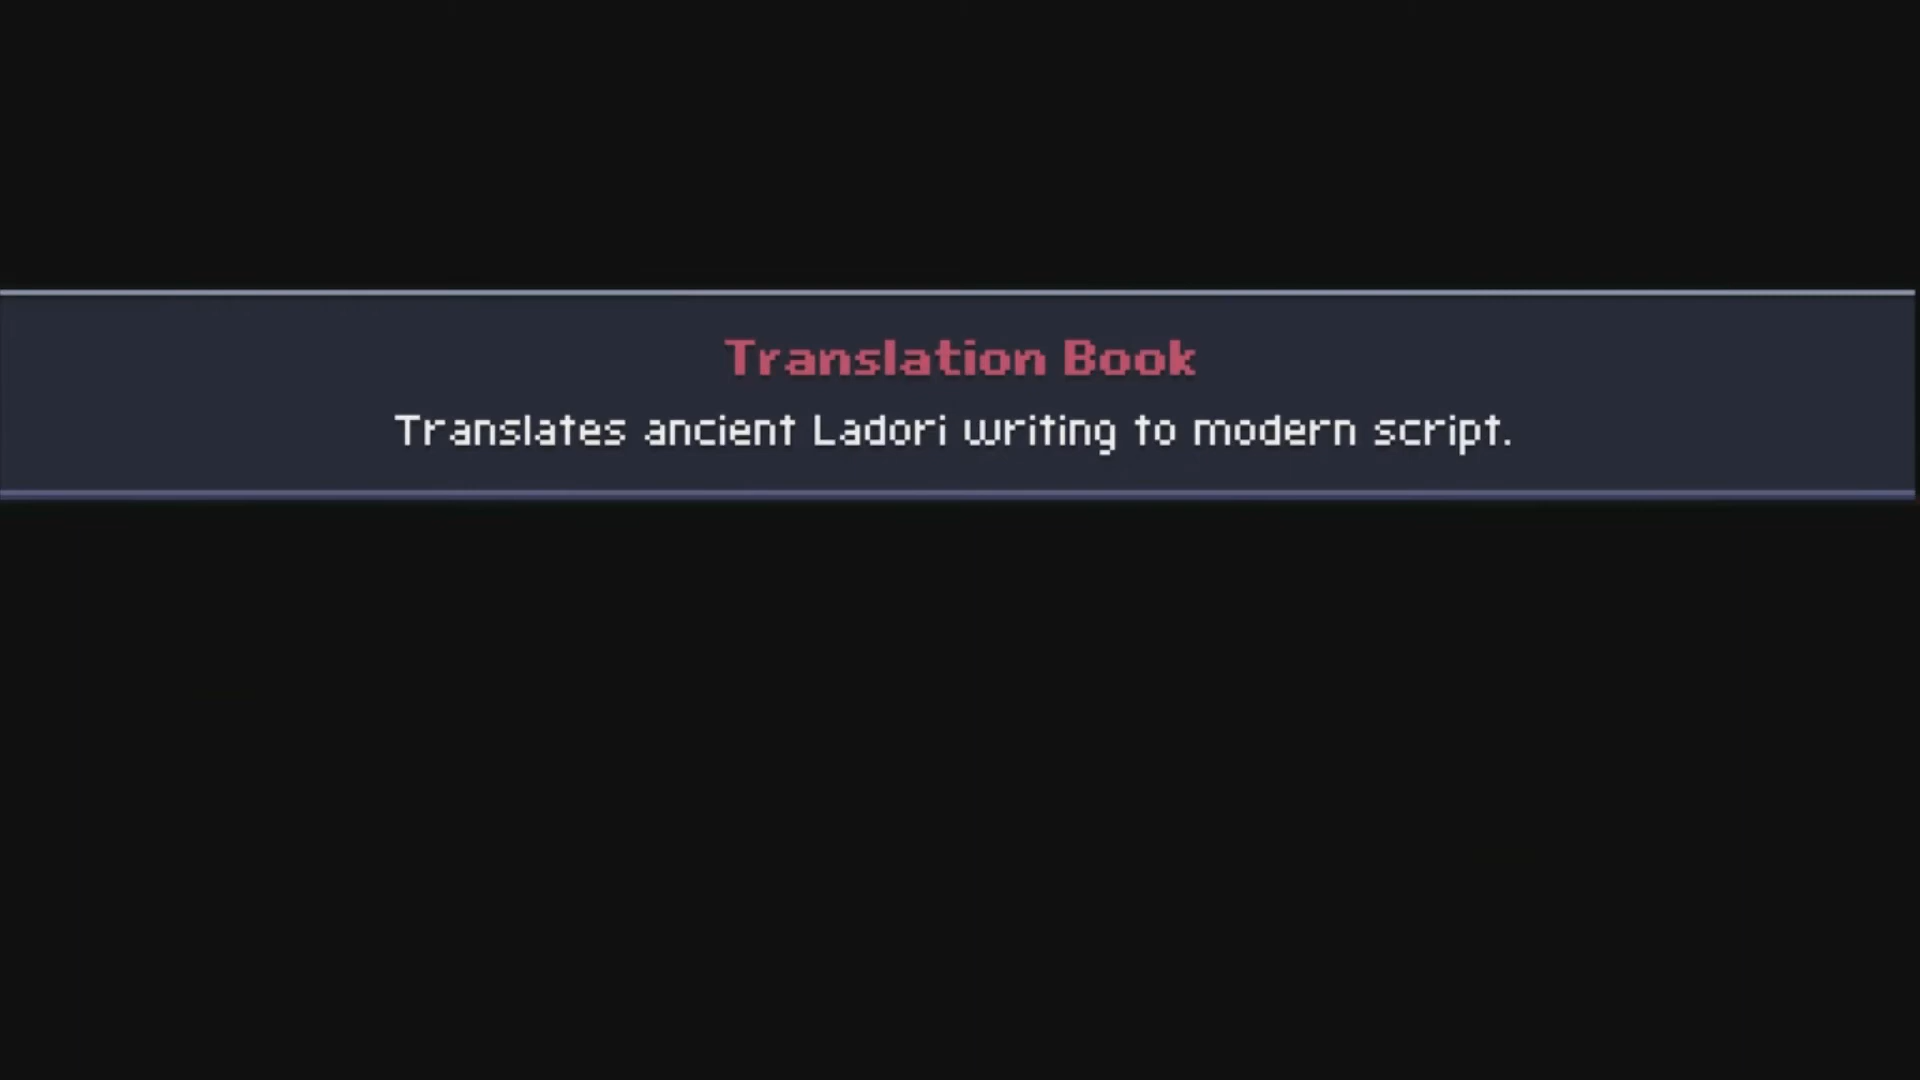 Translation Book
Translates ancient Ladori writing to modern script.